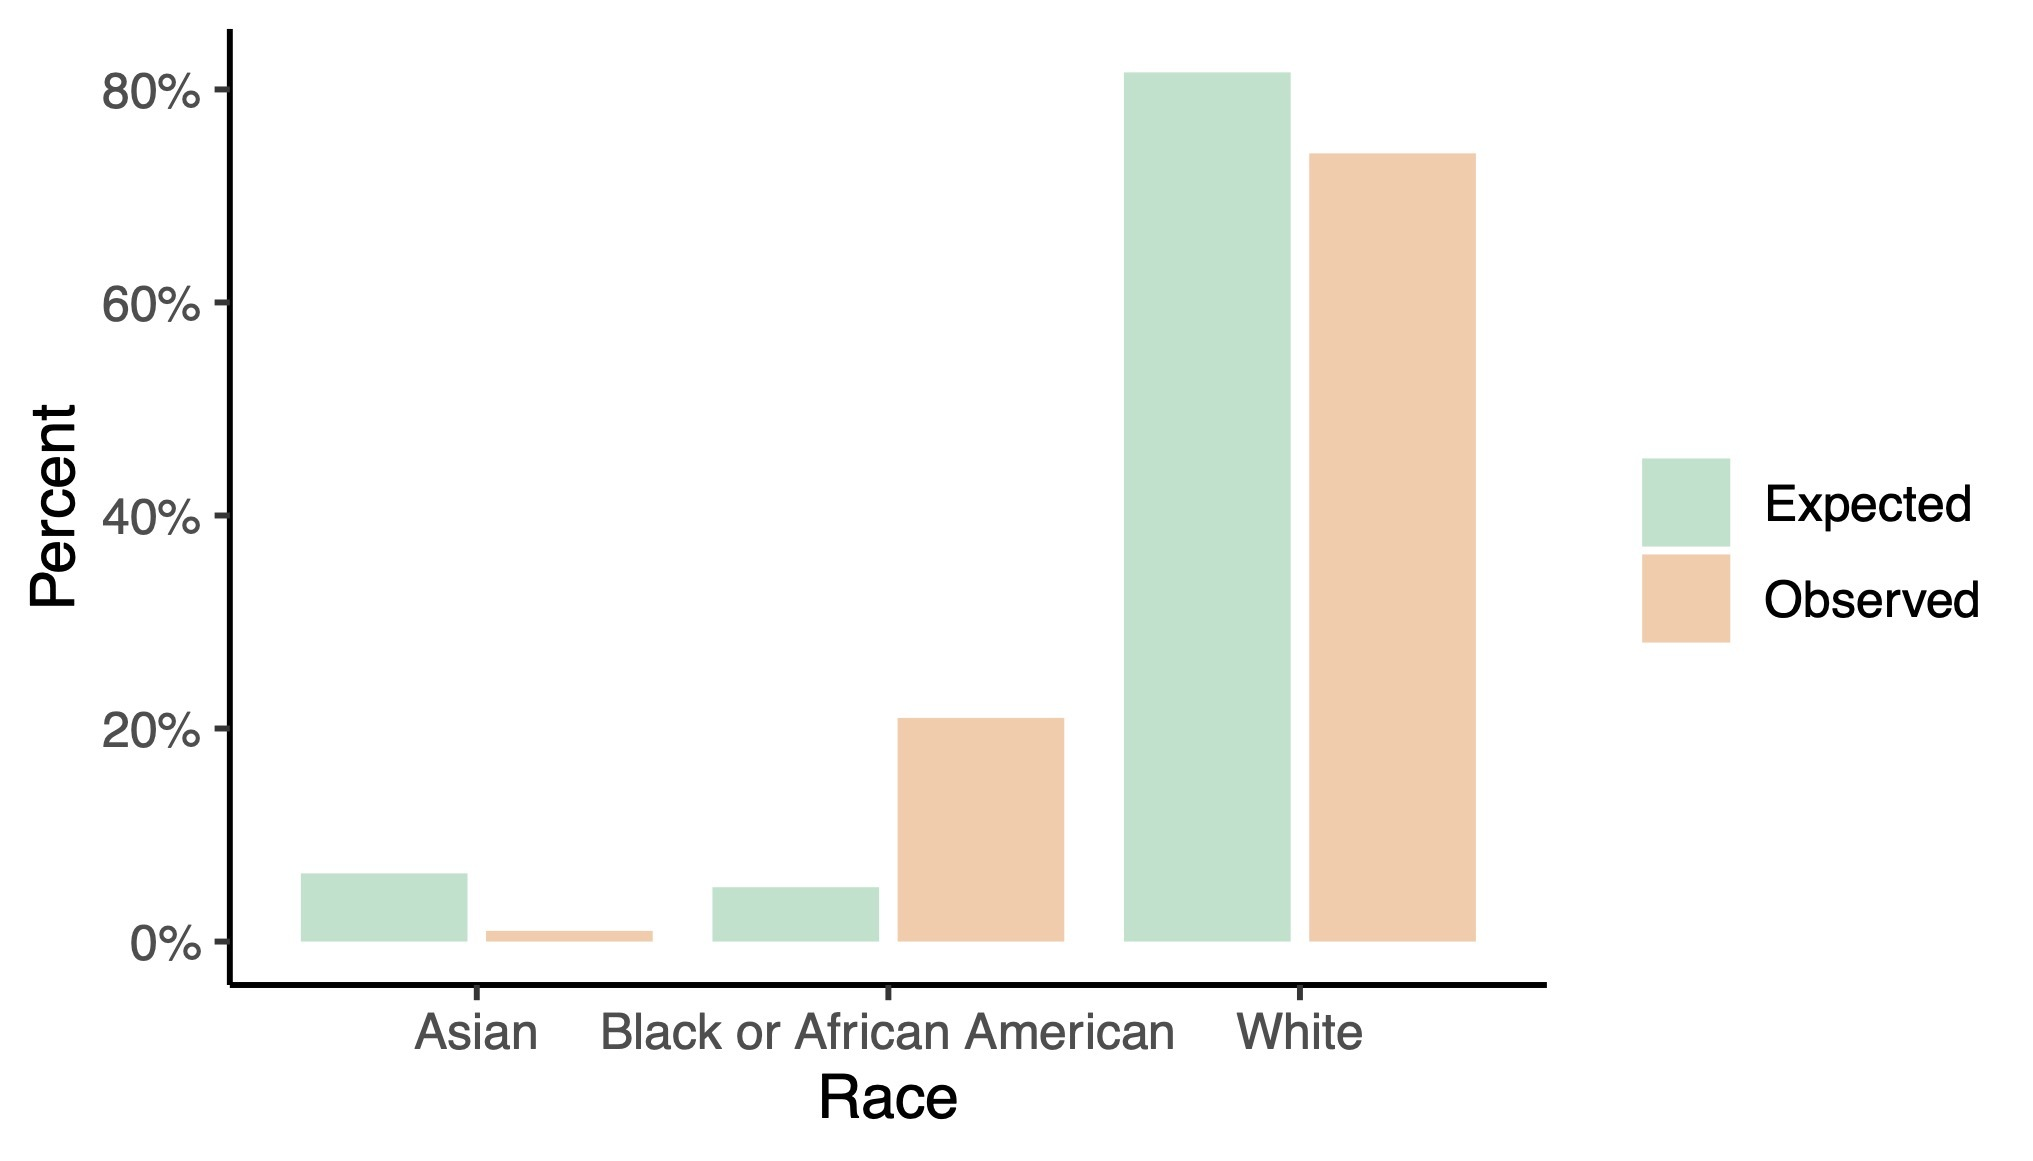 80%
60%
40%
20%
0%
Percent
Asian
Black or African American
White
Race
Expected
Observed